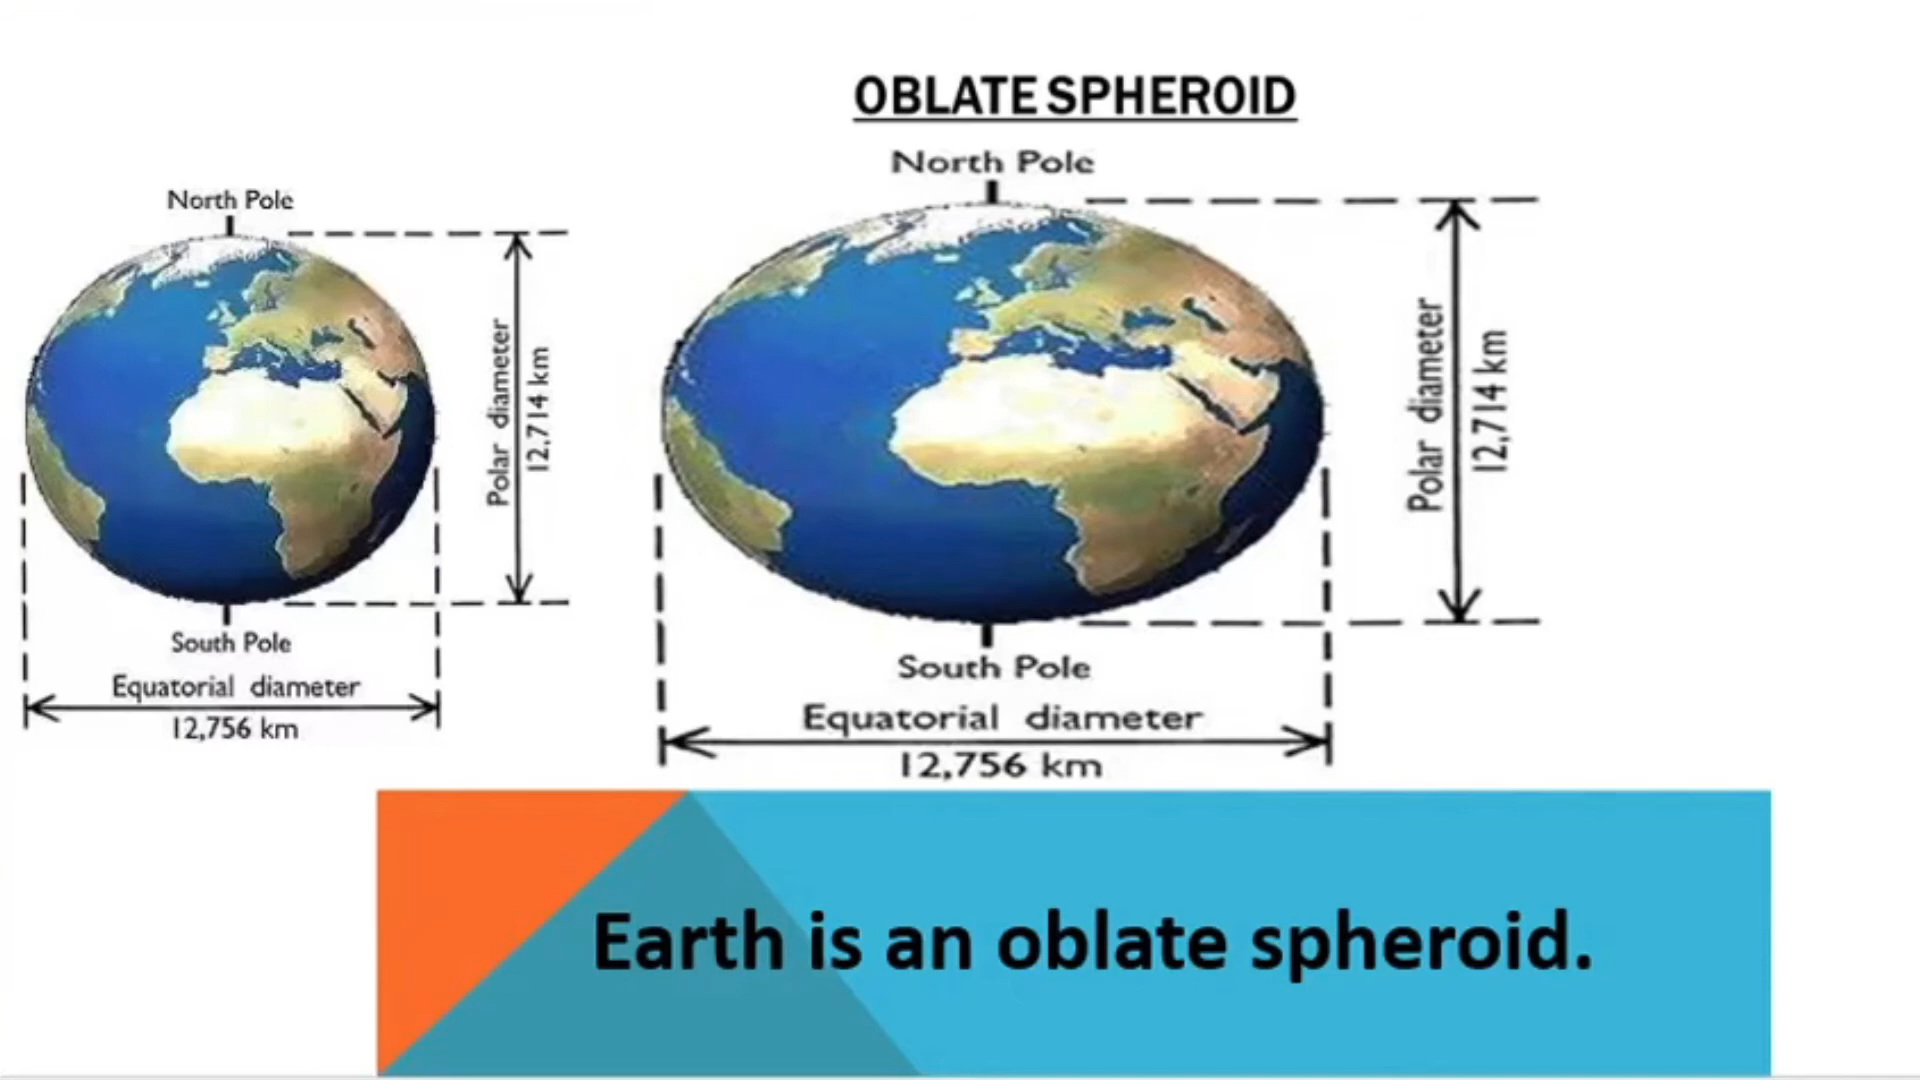 OBLATE SPHEROID
North Pole
Polar diameter
12,714 km
South Pole
Equatorial diameter
12,756 km
North Pole
Polar diameter
12,714 km
South Pole
Equatorial diameter
12,756 km
Earth is an oblate spheroid.